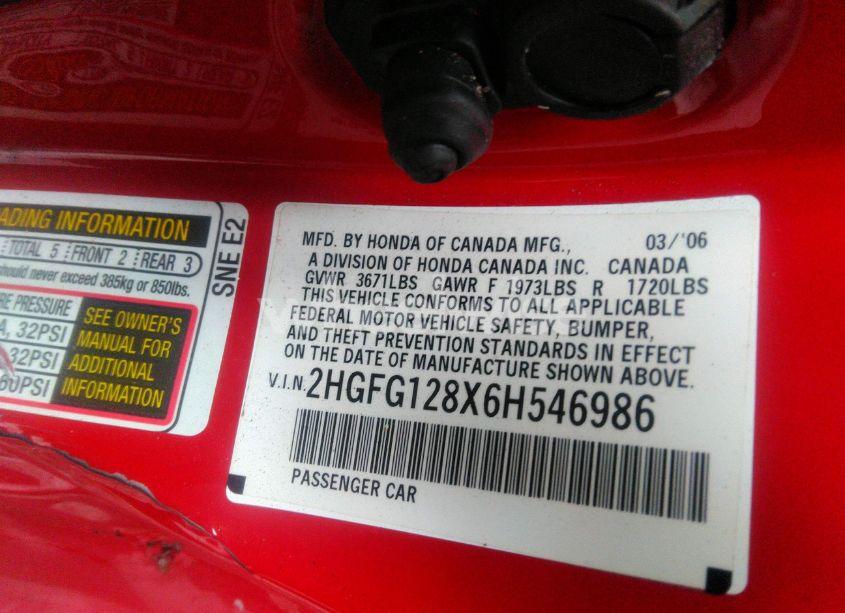 ADING INFORMATION
TOTAL 5 FRONT 2 REAR 3
hould never exceed 385kg or 850lbs.
RE PRESSURE
A, 32PSI
32PSI
60PSI
SEE OWNER'S
MANUAL FOR
ADDITIONAL
INFORMATION
SNE E2
MFD. BY HONDA OF CANADA MFG., 03/'06
A DIVISION OF HONDA CANADA INC. CANADA
GVWR 3671LBS GAWR F 1973LBS R 1720LBS
THIS VEHICLE CONFORMS TO ALL APPLICABLE
FEDERAL MOTOR VEHICLE SAFETY, BUMPER,
AND THEFT PREVENTION STANDARDS IN EFFECT
ON THE DATE OF MANUFACTURE SHOWN ABOVE.
V.I.N. 2HGFG128X6H546986
PASSENGER CAR